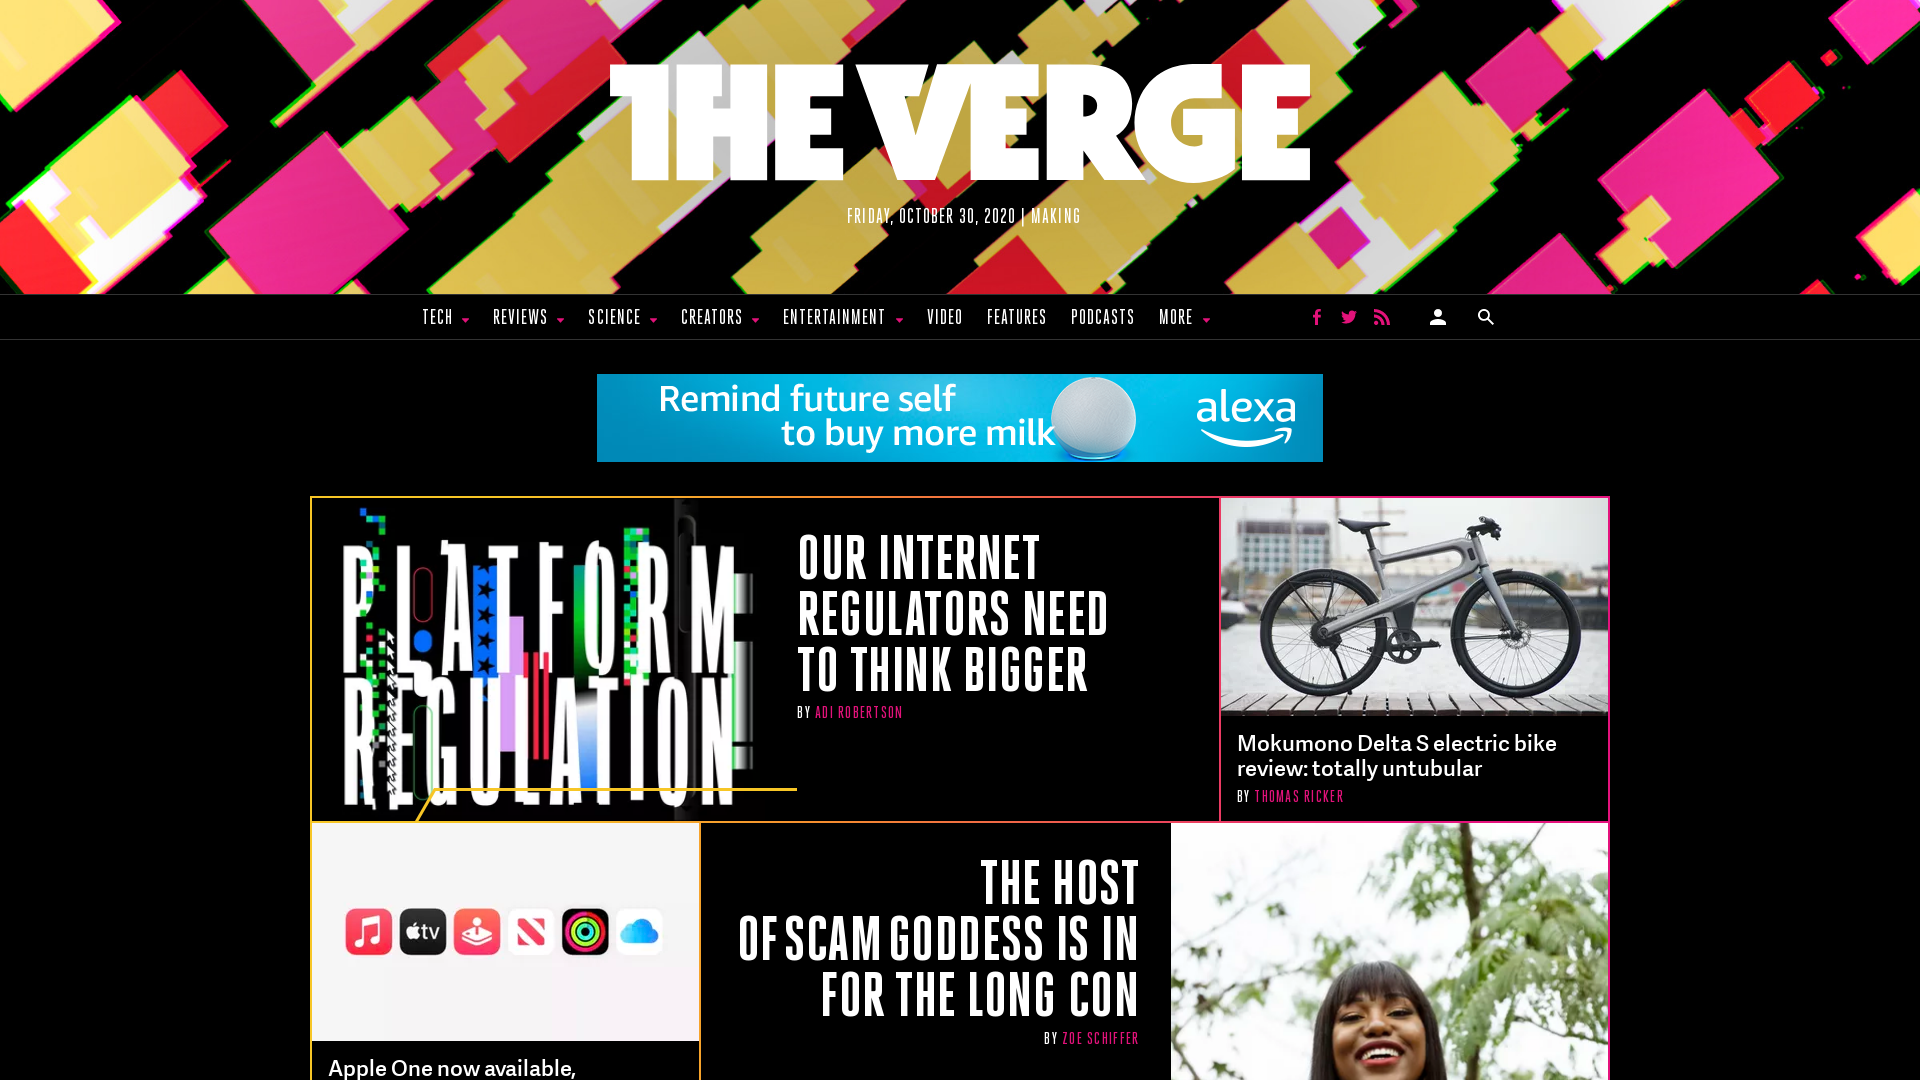 THE VERGE
FRIDAY, OCTOBER 30, 2020 | MAKING
TECH REVIEWS SCIENCE CREATORS ENTERTAINMENT VIDEO FEATURES PODCASTS MORE
Remind future self
to buy more milk
alexa
PLATFORM
REGULATION
OUR INTERNET
REGULATORS NEED
TO THINK BIGGER
BY ADI ROBERTSON
Mokumono Delta S electric bike
review: totally untubular
BY THOMAS RICKER
tv
Apple One now available,
THE HOST
OF SCAM GODDESS IS IN
FOR THE LONG CON
BY ZOE SCHIFFER